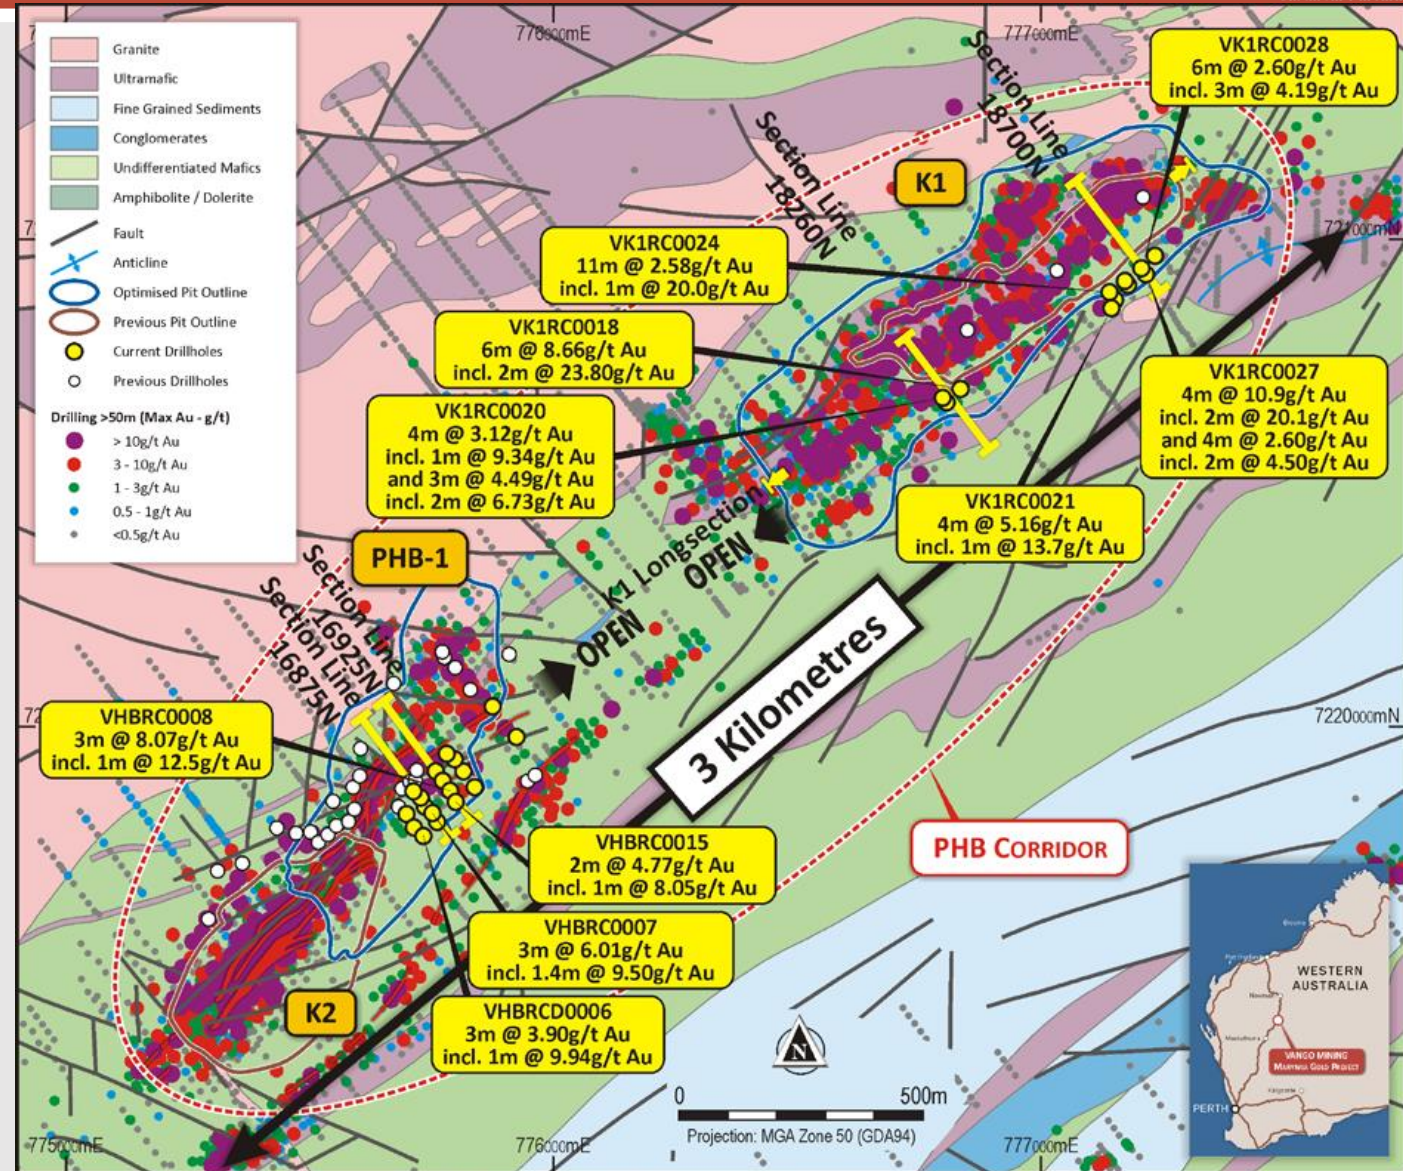 Granite
Ultramafic
Fine Grained Sediments
Conglomerates
Undifferentiated Mafics
Amphibolite / Dolerite
Fault
Anticline
Optimised Pit Outline
Previous Pit Outline
Current Drillholes
Previous Drillholes
Drilling >50m (Max Au - g/t)
> 10g/t Au
3 - 10g/t Au
1 - 3g/t Au
0.5 - 1g/t Au
<0.5g/t Au
776000mE
777000mE
Section Line
18700N
Section Line
18260N
VK1RC0028
6m @ 2.60g/t Au
incl. 3m @ 4.19g/t Au
K1
VK1RC0024
11m @ 2.58g/t Au
incl. 1m @ 20.0g/t Au
VK1RC0018
6m @ 8.66g/t Au
incl. 2m @ 23.80g/t Au
VK1RC0020
4m @ 3.12g/t Au
incl. 1m @ 9.34g/t Au
and 3m @ 4.49g/t Au
incl. 2m @ 6.73g/t Au
VK1RC0027
4m @ 10.9g/t Au
incl. 2m @ 20.1g/t Au
and 4m @ 2.60g/t Au
incl. 2m @ 4.50g/t Au
VK1RC0021
4m @ 5.16g/t Au
incl. 1m @ 13.7g/t Au
K1 Longsection
OPEN
OPEN
PHB-1
Section Line
16925N
Section Line
16875N
3 Kilometres
7220000mN
VHBRC0008
3m @ 8.07g/t Au
incl. 1m @ 12.5g/t Au
VHBRC0015
2m @ 4.77g/t Au
incl. 1m @ 8.05g/t Au
PHB CORRIDOR
VHBRC0007
3m @ 6.01g/t Au
incl. 1.4m @ 9.50g/t Au
K2
VHBRCD0006
3m @ 3.90g/t Au
incl. 1m @ 9.94g/t Au
N
0 500m
Projection: MGA Zone 50 (GDA94)
WESTERN
AUSTRALIA
VANGO MINING
MARYMIA GOLD PROJECT
PERTH
775000mE
776000mE
777000mE